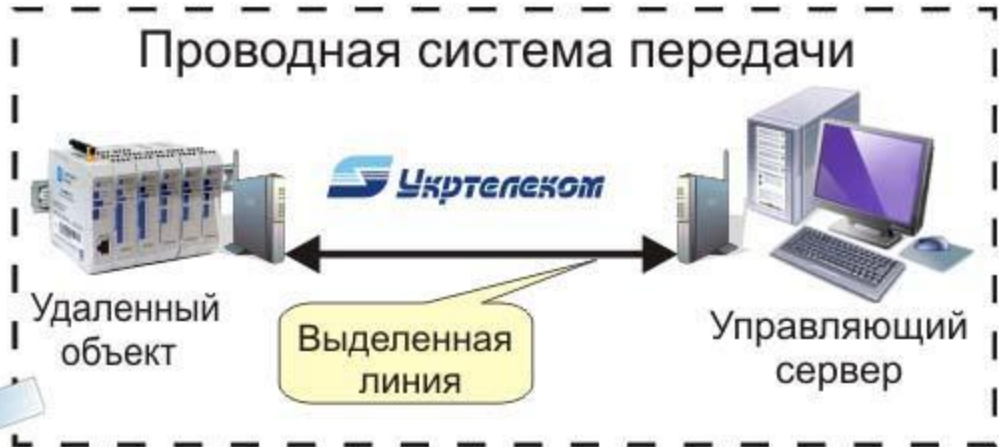 Проводная система передачи
Укртелеком
Удаленный
объект
Выделенная
линия
Управляющий
сервер